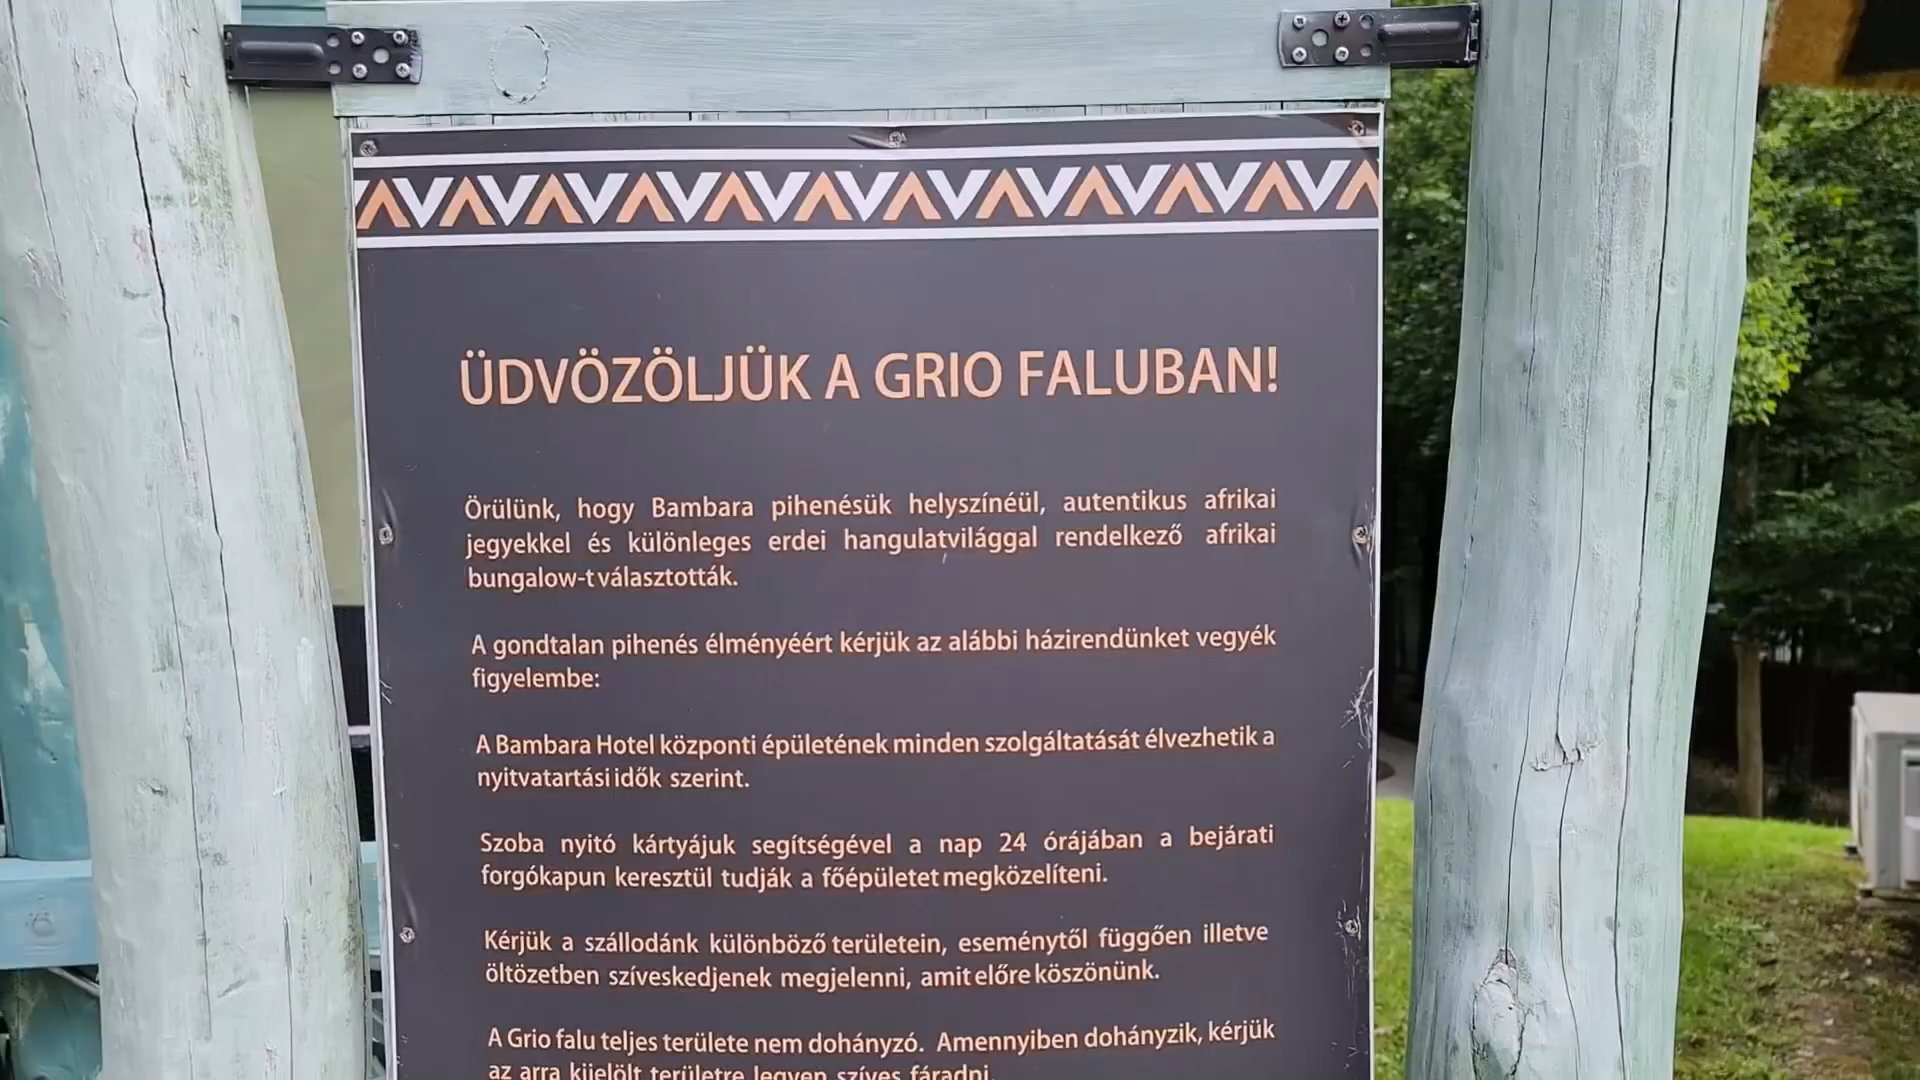 ÜDVÖZÖLJÜK A GRIO FALUBAN!
Örülünk, hogy Bambara pihenésük helyszínéül, autentikus afrikai
jegyekkel és különleges erdei hangulatvilággal rendelkező afrikai
bungalow-t választották.
A gondtalan pihenés élményéért kérjük az alábbi házirendünket vegyék
figyelembe:
A Bambara Hotel központi épületének minden szolgáltatását élvezhetik a
nyitvatartási idők szerint.
Szoba nyitó kártyájuk segítségével a nap 24 órájában a bejárati
forgókapun keresztül tudják a főépületet megközelíteni.
Kérjük a szállodánk különböző területein, eseménytől függően illetve
öltözetben szíveskedjenek megjelenni, amit előre köszönünk.
A Grio falu teljes területe nem dohányzó. Amennyiben dohányzik, kérjük
az arra kijelölt területre legyen szíves fáradni.